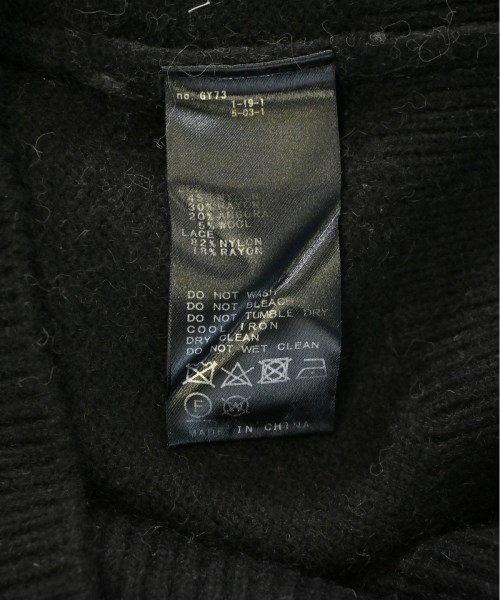 no. GY73
1-19-1
5-03-1
30% RAYON
20% ANGORA
5% WOOL
LACE
82% NYLON
18% RAYON
DO NOT WASH
DO NOT BLEACH
DO NOT TUMBLE DRY
COOL IRON
DRY CLEAN
DO NOT WET CLEAN
F W
MADE IN CHINA